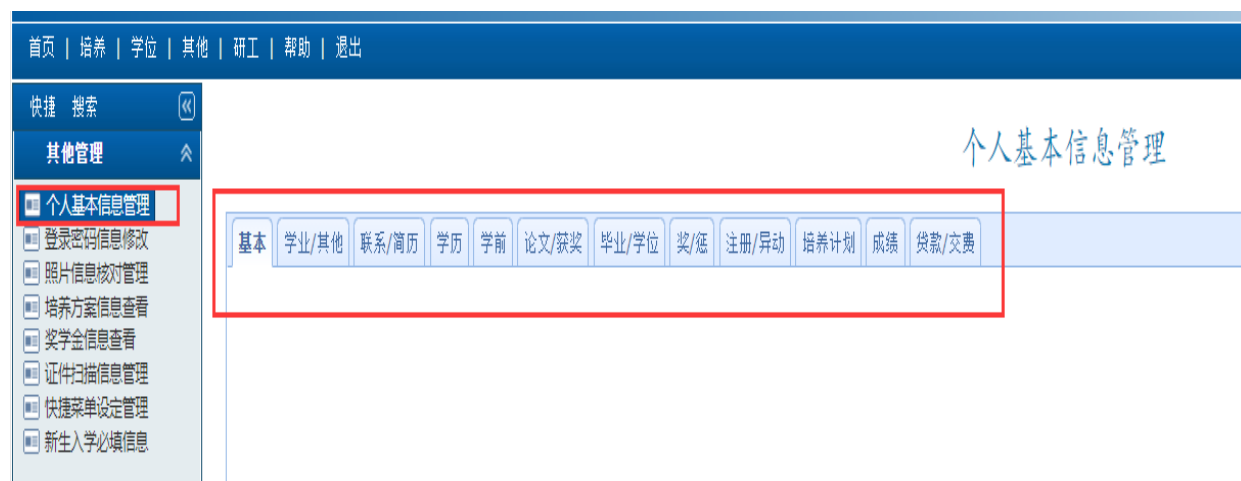 首页 | 培养 | 学位 | 其他 | 研工 | 帮助 | 退出
快捷 搜索
其他管理
个人基本信息管理
登录密码信息修改
照片信息核对管理
培养方案信息查看
奖学金信息查看
证件扫描信息管理
快捷菜单设定管理
新生入学必填信息
个人基本信息管理
基本 学业/其他 联系/简历 学历 学前 论文/获奖 毕业/学位 奖/惩 注册/异动 培养计划 成绩 贷款/交费